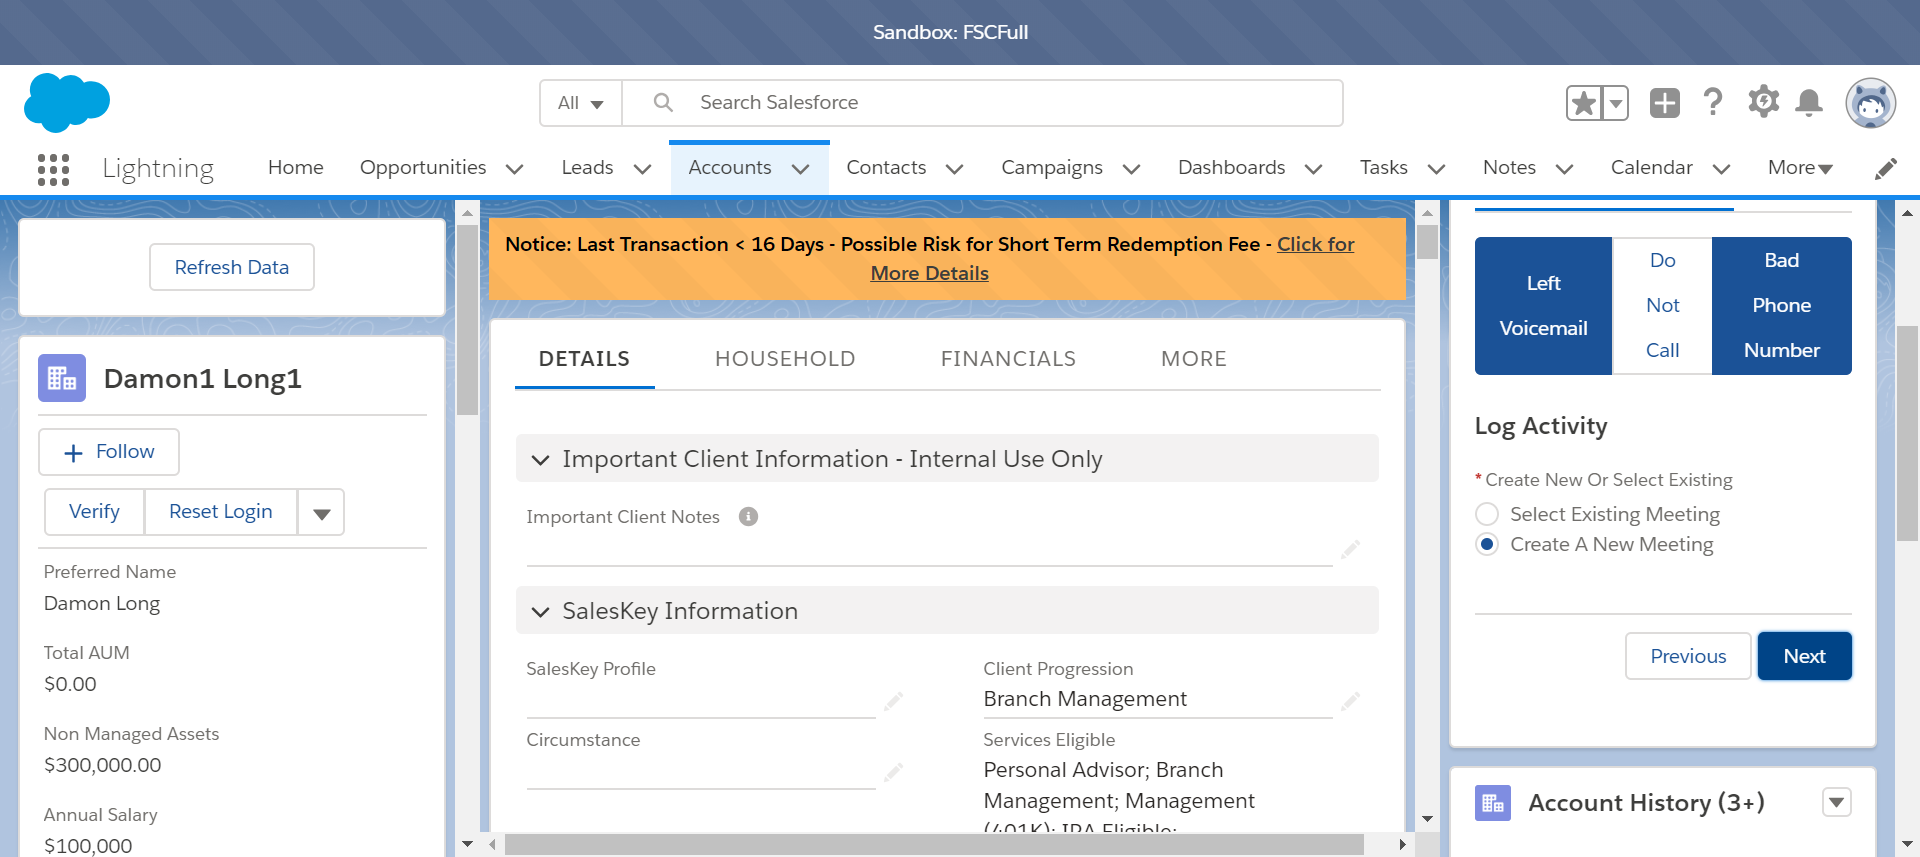 Sandbox: FSCFull
All
Search Salesforce
Lightning
Home
Opportunities
Leads
Accounts
Contacts
Campaigns
Dashboards
Tasks
Notes
Calendar
More
Refresh Data
Damon1 Long1
+ Follow
Verify
Reset Login
Preferred Name
Damon Long
Total AUM
$0.00
Non Managed Assets
$300,000.00
Annual Salary
$100,000
Notice: Last Transaction < 16 Days - Possible Risk for Short Term Redemption Fee - Click for
More Details
DETAILS
HOUSEHOLD
FINANCIALS
MORE
Important Client Information - Internal Use Only
Important Client Notes
SalesKey Information
SalesKey Profile
Circumstance
Client Progression
Branch Management
Services Eligible
Personal Advisor; Branch
Management; Management
(401K); IRA Eligible;
Left
Voicemail
Do
Not
Call
Bad
Phone
Number
Log Activity
* Create New Or Select Existing
Select Existing Meeting
Create A New Meeting
Previous
Next
Account History (3+)